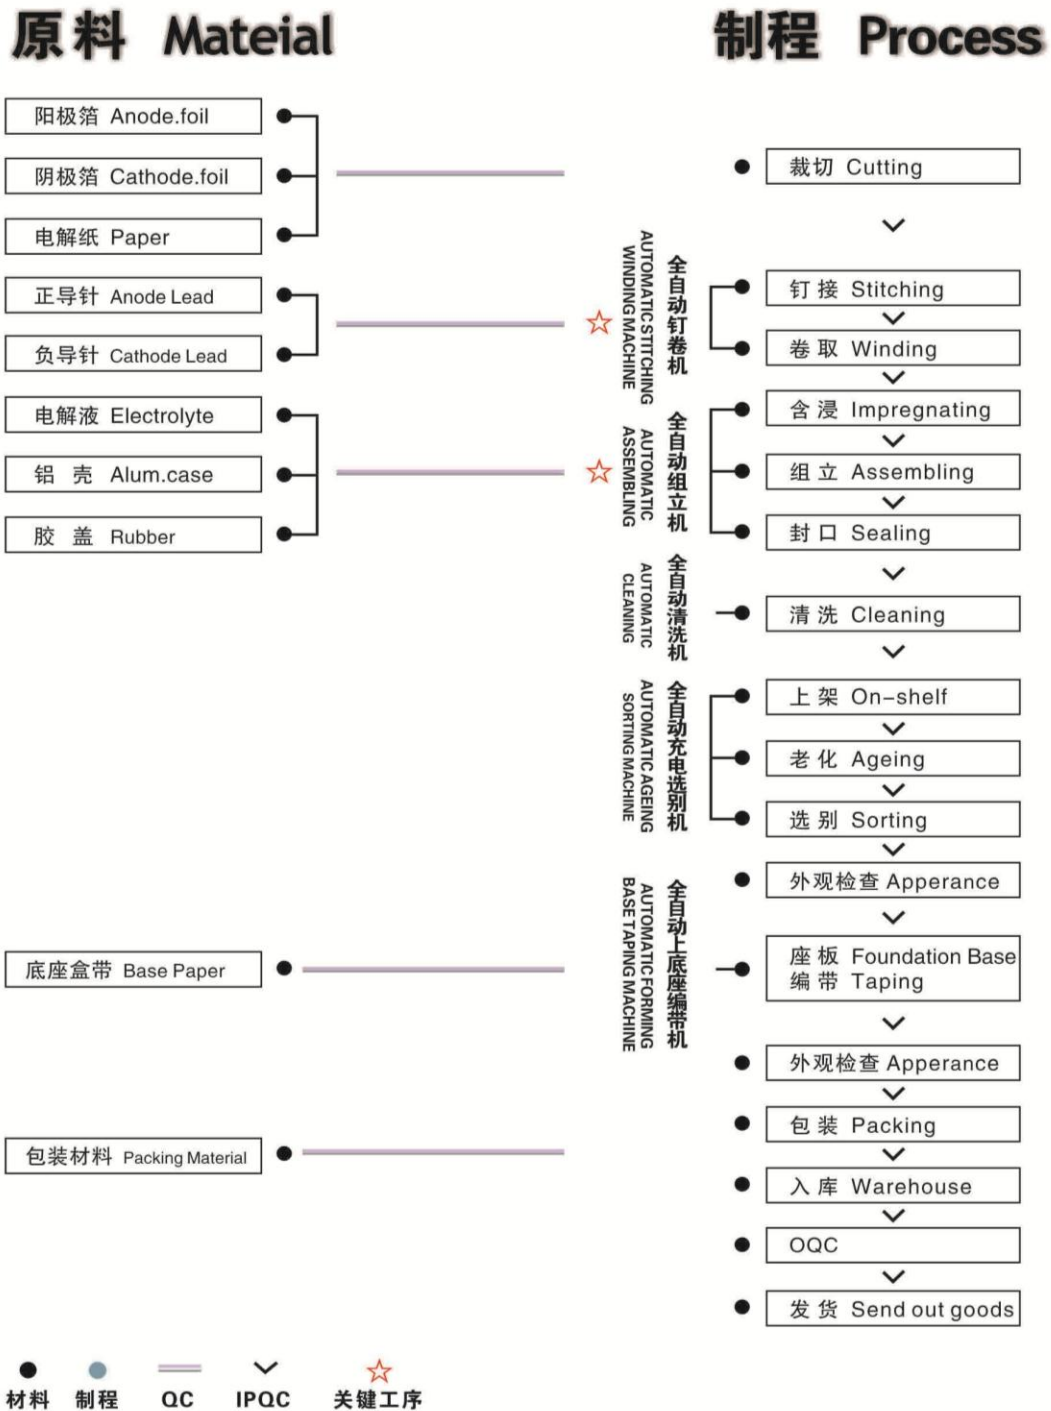 原料 Mateial
制程 Process
阳极箔 Anode.foil
阴极箔 Cathode.foil
电解纸 Paper
正导针 Anode Lead
负导针 Cathode Lead
电解液 Electrolyte
铝 壳 Alum.case
胶 盖 Rubber
底座盒带 Base Paper
包装材料 Packing Material
全自动钉卷机
AUTOMATIC STITCHING
WINDING MACHINE
全自动组立机
AUTOMATIC
ASSEMBLING
全自动清洗机
AUTOMATIC
CLEANING
全自动充电选别机
AUTOMATIC AGEING
SORTING MACHINE
全自动上底座编带机
AUTOMATIC FORMING
BASE TAPING MACHINE
裁切 Cutting
钉 接 Stitching
卷 取 Winding
含 浸 Impregnating
组 立 Assembling
封 口 Sealing
清 洗 Cleaning
上 架 On-shelf
老 化 Ageing
选 别 Sorting
外观检查 Apperance
座 板 Foundation Base
编 带 Taping
外观检查 Apperance
包 装 Packing
入 库 Warehouse
OQC
发 货 Send out goods
材料 制程 QC IPQC 关键工序